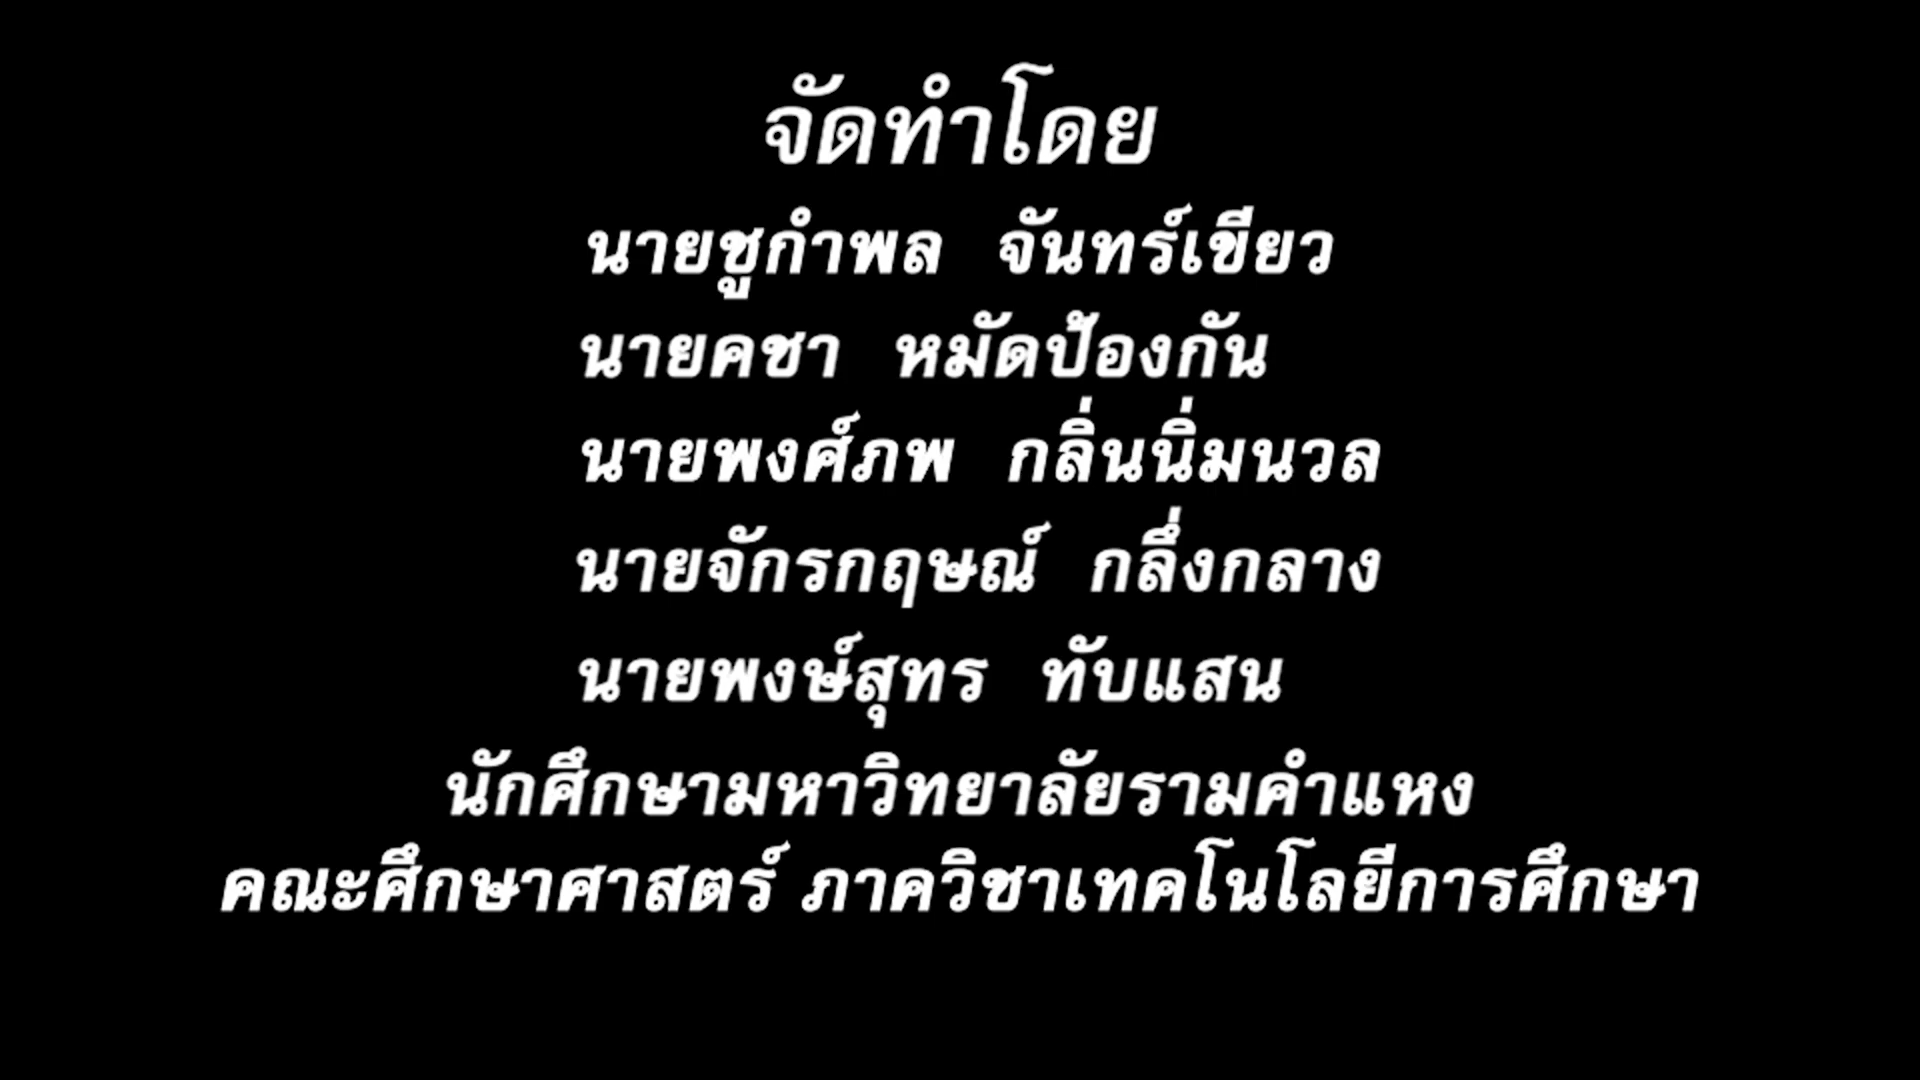 จัดทำโดย
นายชูกำพล จันทร์เขียว
นายคชา หมัดป้องกัน
นายพงศ์ภพ กลิ่นนิ่มนวล
นายจักรกฤษณ์ กลึ่งกลาง
นายพงษ์สุทร ทับแสน
นักศึกษามหาวิทยาลัยรามคำแหง
คณะศึกษาศาสตร์ ภาควิชาเทคโนโลยีการศึกษา